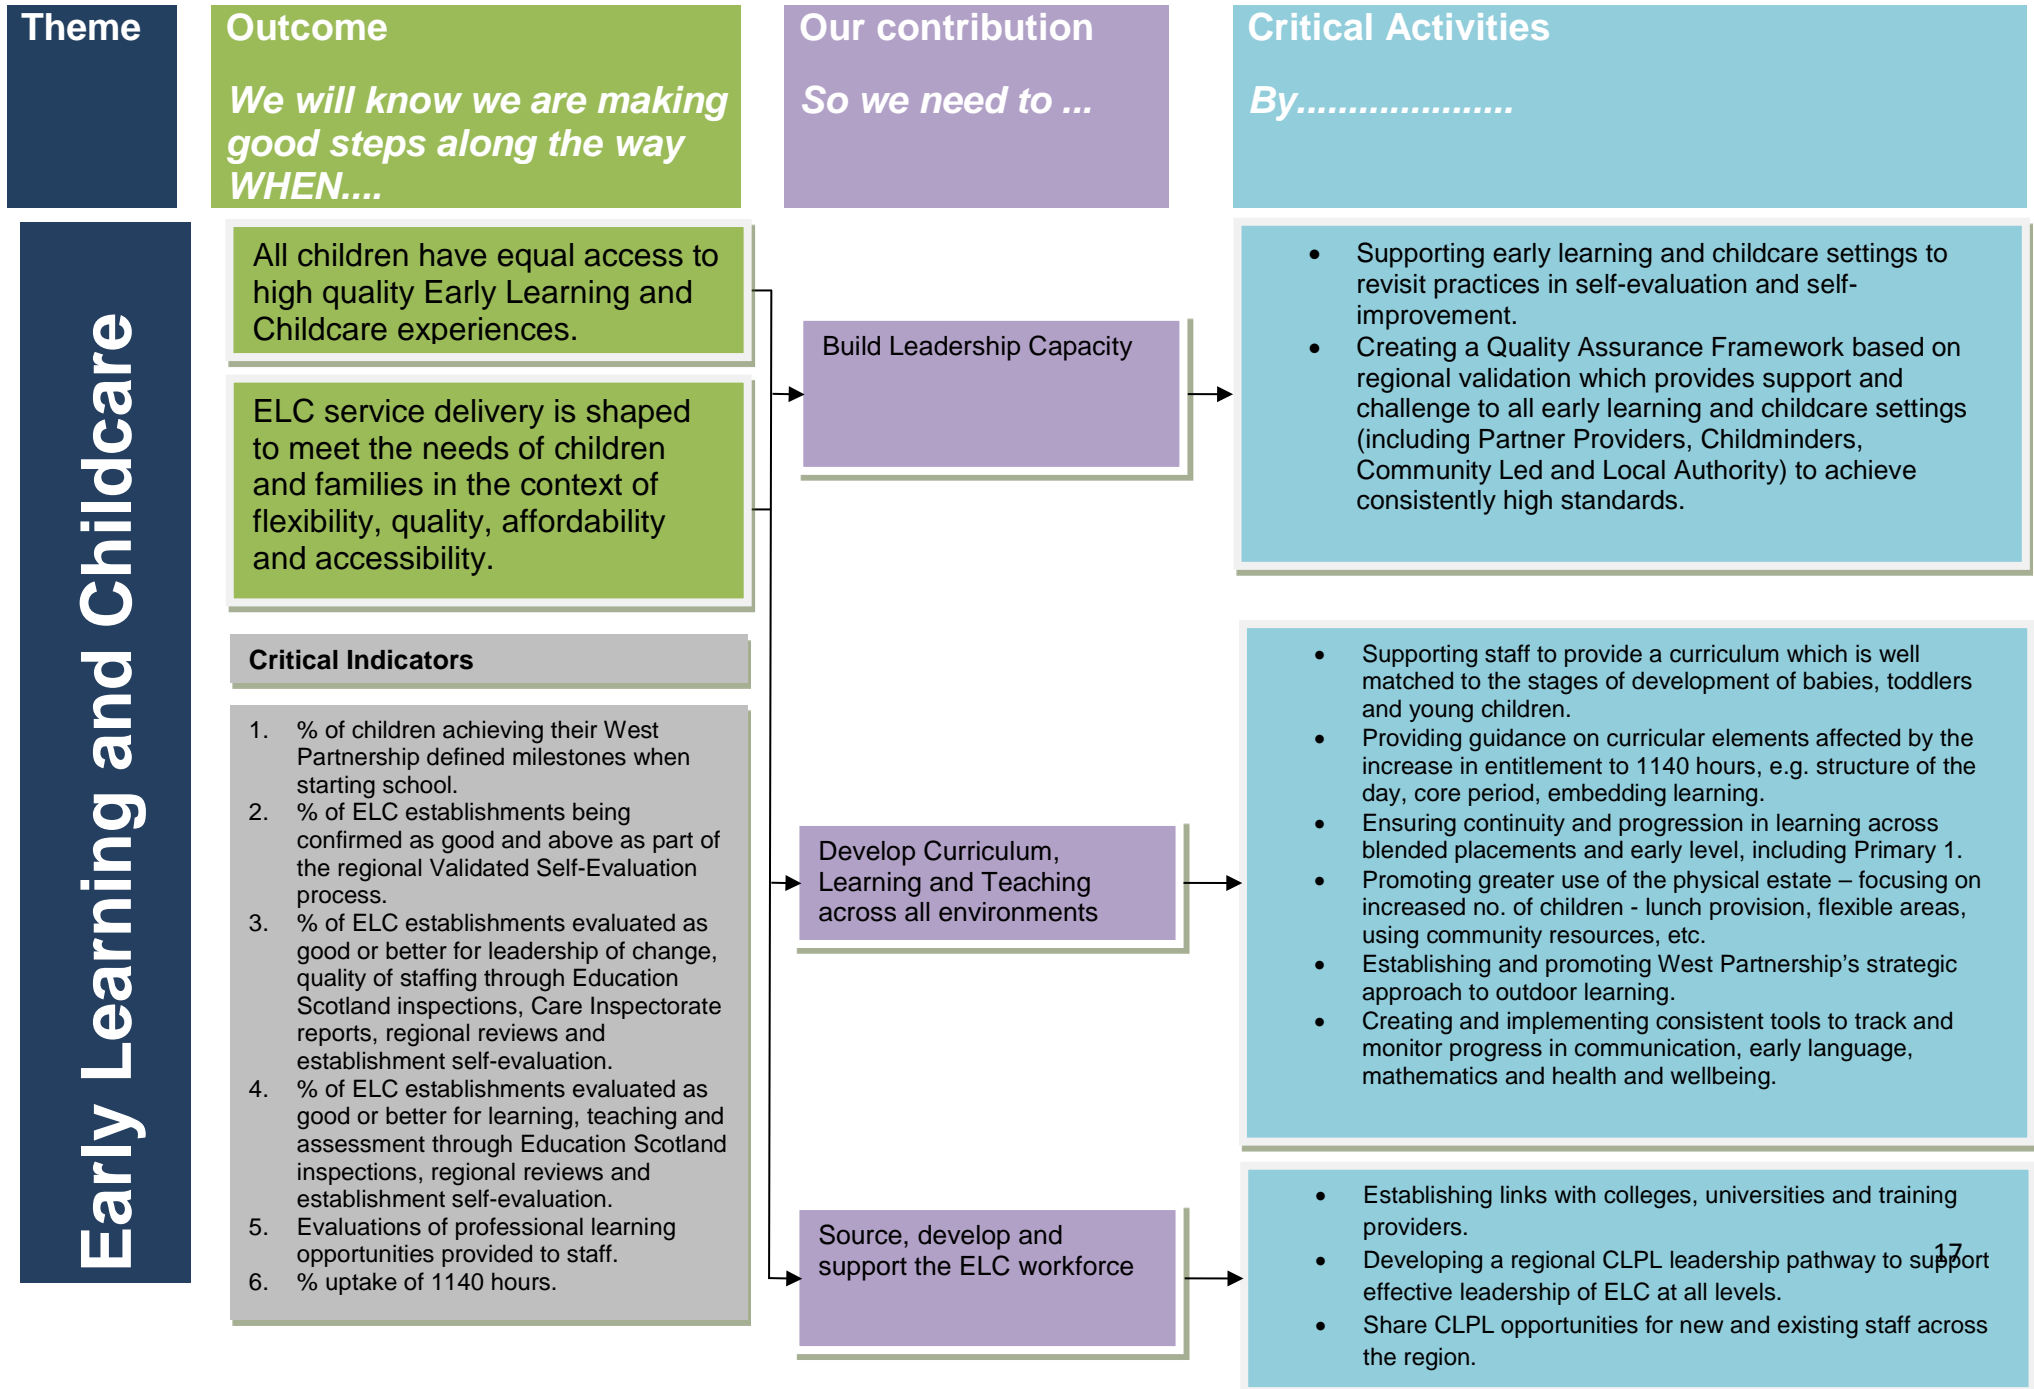 Theme
Outcome
We will know we are making
good steps along the way
WHEN....
Our contribution
So we need to ...
Critical Activities
By.....................
Early Learning and Childcare
All children have equal access to
high quality Early Learning and
Childcare experiences.
ELC service delivery is shaped
to meet the needs of children
and families in the context of
flexibility, quality, affordability
and accessibility.
Critical Indicators
1. % of children achieving their West
Partnership defined milestones when
starting school.
2. % of ELC establishments being
confirmed as good and above as part of
the regional Validated Self-Evaluation
process.
3. % of ELC establishments evaluated as
good or better for leadership of change,
quality of staffing through Education
Scotland inspections, Care Inspectorate
reports, regional reviews and
establishment self-evaluation.
4. % of ELC establishments evaluated as
good or better for learning, teaching and
assessment through Education Scotland
inspections, regional reviews and
establishment self-evaluation.
5. Evaluations of professional learning
opportunities provided to staff.
6. % uptake of 1140 hours.
Build Leadership Capacity
Develop Curriculum,
Learning and Teaching
across all environments
Source, develop and
support the ELC workforce
• Supporting early learning and childcare settings to
revisit practices in self-evaluation and self-
improvement.
• Creating a Quality Assurance Framework based on
regional validation which provides support and
challenge to all early learning and childcare settings
(including Partner Providers, Childminders,
Community Led and Local Authority) to achieve
consistently high standards.
• Supporting staff to provide a curriculum which is well
matched to the stages of development of babies, toddlers
and young children.
• Providing guidance on curricular elements affected by the
increase in entitlement to 1140 hours, e.g. structure of the
day, core period, embedding learning.
• Ensuring continuity and progression in learning across
blended placements and early level, including Primary 1.
• Promoting greater use of the physical estate – focusing on
increased no. of children - lunch provision, flexible areas,
using community resources, etc.
• Establishing and promoting West Partnership’s strategic
approach to outdoor learning.
• Creating and implementing consistent tools to track and
monitor progress in communication, early language,
mathematics and health and wellbeing.
• Establishing links with colleges, universities and training
providers.
• Developing a regional CLPL leadership pathway to support
effective leadership of ELC at all levels.
• Share CLPL opportunities for new and existing staff across
the region.
17